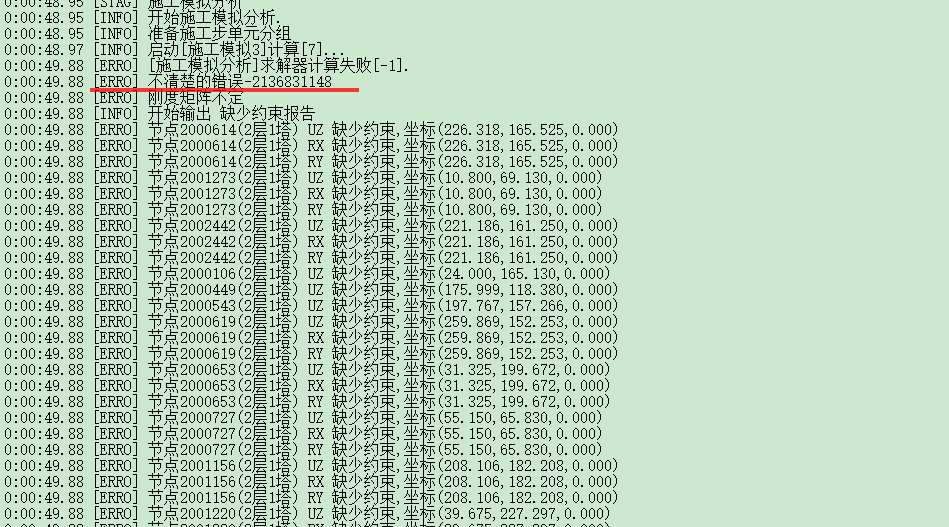 0:00:48.95 [STAG] 施工模拟分析
0:00:48.95 [INFO] 开始施工模拟分析.
0:00:48.95 [INFO] 准备施工步单元分组
0:00:48.97 [INFO] 启动[施工模拟3]计算[7]...
0:00:49.88 [ERRO] [施工模拟分析]求解器计算失败[-1].
0:00:49.88 [ERRO] 不清楚的错误-2136831148
0:00:49.88 [ERRO] 刚度矩阵不定
0:00:49.88 [INFO] 开始输出 缺少约束报告
0:00:49.88 [ERRO] 节点2000614(2层1塔) UZ 缺少约束,坐标(226.318,165.525,0.000)
0:00:49.88 [ERRO] 节点2000614(2层1塔) RX 缺少约束,坐标(226.318,165.525,0.000)
0:00:49.88 [ERRO] 节点2000614(2层1塔) RY 缺少约束,坐标(226.318,165.525,0.000)
0:00:49.88 [ERRO] 节点2001273(2层1塔) UZ 缺少约束,坐标(10.800,69.130,0.000)
0:00:49.88 [ERRO] 节点2001273(2层1塔) RX 缺少约束,坐标(10.800,69.130,0.000)
0:00:49.88 [ERRO] 节点2001273(2层1塔) RY 缺少约束,坐标(10.800,69.130,0.000)
0:00:49.88 [ERRO] 节点2002442(2层1塔) UZ 缺少约束,坐标(221.186,161.250,0.000)
0:00:49.88 [ERRO] 节点2002442(2层1塔) RX 缺少约束,坐标(221.186,161.250,0.000)
0:00:49.88 [ERRO] 节点2002442(2层1塔) RY 缺少约束,坐标(221.186,161.250,0.000)
0:00:49.88 [ERRO] 节点2000106(2层1塔) UZ 缺少约束,坐标(24.000,165.130,0.000)
0:00:49.88 [ERRO] 节点2000449(2层1塔) UZ 缺少约束,坐标(175.999,118.380,0.000)
0:00:49.88 [ERRO] 节点2000543(2层1塔) UZ 缺少约束,坐标(197.767,157.266,0.000)
0:00:49.88 [ERRO] 节点2000619(2层1塔) UZ 缺少约束,坐标(259.869,152.253,0.000)
0:00:49.88 [ERRO] 节点2000619(2层1塔) RX 缺少约束,坐标(259.869,152.253,0.000)
0:00:49.88 [ERRO] 节点2000619(2层1塔) RY 缺少约束,坐标(259.869,152.253,0.000)
0:00:49.88 [ERRO] 节点2000653(2层1塔) UZ 缺少约束,坐标(31.325,199.672,0.000)
0:00:49.88 [ERRO] 节点2000653(2层1塔) RX 缺少约束,坐标(31.325,199.672,0.000)
0:00:49.88 [ERRO] 节点2000653(2层1塔) RY 缺少约束,坐标(31.325,199.672,0.000)
0:00:49.88 [ERRO] 节点2000727(2层1塔) UZ 缺少约束,坐标(55.150,65.830,0.000)
0:00:49.88 [ERRO] 节点2000727(2层1塔) RX 缺少约束,坐标(55.150,65.830,0.000)
0:00:49.88 [ERRO] 节点2000727(2层1塔) RY 缺少约束,坐标(55.150,65.830,0.000)
0:00:49.88 [ERRO] 节点2001156(2层1塔) UZ 缺少约束,坐标(208.106,182.208,0.000)
0:00:49.88 [ERRO] 节点2001156(2层1塔) RX 缺少约束,坐标(208.106,182.208,0.000)
0:00:49.88 [ERRO] 节点2001156(2层1塔) RY 缺少约束,坐标(208.106,182.208,0.000)
0:00:49.88 [ERRO] 节点2001220(2层1塔) UZ 缺少约束,坐标(39.675,227.297,0.000)